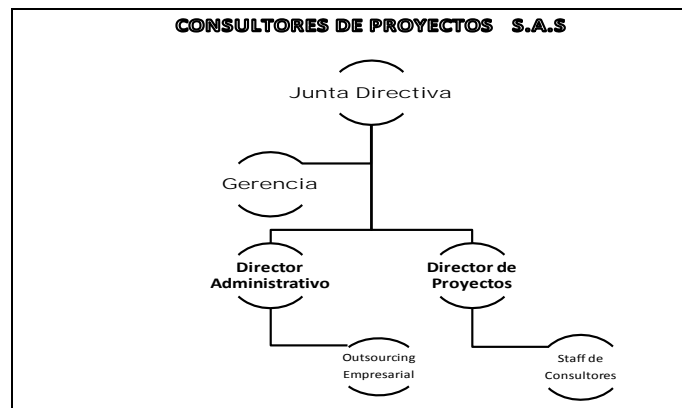 CONSULTORES DE PROYECTOS S.A.S
Junta Directiva
Gerencia
Director
Administrativo
Director de
Proyectos
Outsourcing
Empresarial
Staff de
Consultores